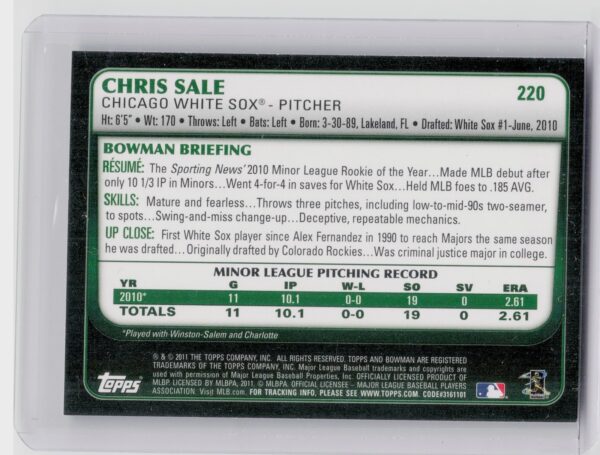 CHRIS SALE
220
CHICAGO WHITE SOX® - PITCHER
Ht: 6'5" • Wt: 170 • Throws: Left • Bats: Left • Born: 3-30-89, Lakeland, FL • Drafted: White Sox #1-June, 2010
BOWMAN BRIEFING
RÉSUMÉ: The Sporting News' 2010 Minor League Rookie of the Year...Made MLB debut after
only 10 1/3 IP in Minors...Went 4-for-4 in saves for White Sox...Held MLB foes to .185 AVG.
SKILLS: Mature and fearless...Throws three pitches, including low-to-mid-90s two-seamer,
to spots...Swing-and-miss change-up...Deceptive, repeatable mechanics.
UP CLOSE: First White Sox player since Alex Fernandez in 1990 to reach Majors the same season
he was drafted...Originally drafted by Colorado Rockies...Was criminal justice major in college.
MINOR LEAGUE PITCHING RECORD
YR G IP W-L SO SV ERA
2010* 11 10.1 0-0 19 0 2.61
TOTALS 11 10.1 0-0 19 0 2.61
*Played with Winston-Salem and Charlotte
® & © 2011 THE TOPPS COMPANY, INC. ALL RIGHTS RESERVED. TOPPS AND BOWMAN ARE REGISTERED
TRADEMARKS OF THE TOPPS COMPANY, INC. Major League Baseball trademarks and copyrights are
used with permission of Major League Baseball Properties, Inc. OFFICIALLY LICENSED PRODUCT OF
MLBP. LICENSED BY MLBPA, 2011. © MLBPA. OFFICIAL LICENSEE – MAJOR LEAGUE BASEBALL PLAYERS
ASSOCIATION. Visit MLB.com. FOR TRACKING INFO, PLEASE VISIT: WWW.TOPPS.COM. CODE#3161101
Topps